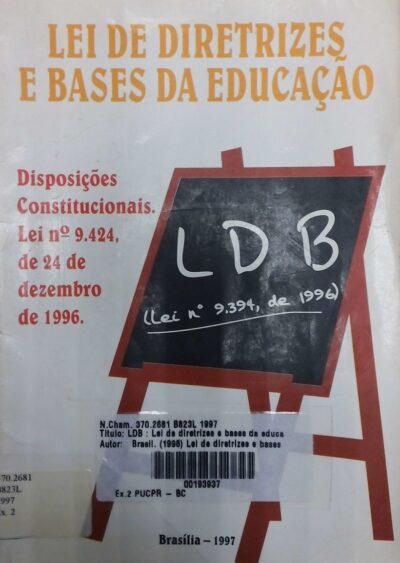 LEI DE DIRETRIZES
E BASES DA EDUCAÇÃO
Disposições
Constitucionais.
Lei nº 9.424,
de 24 de
dezembro
de 1996.
LDB
(Lei nº 9.394, de 1996)
N.Cham. 370.2681 B823L 1997
Título: LDB : Lei de diretrizes e bases da educa
Autor: Brasil. (1996) Lei de diretrizes e bases
00193937
Ex.2 PUCPR – BC
370.2681
B823L
1997
Ex. 2
Brasília – 1997